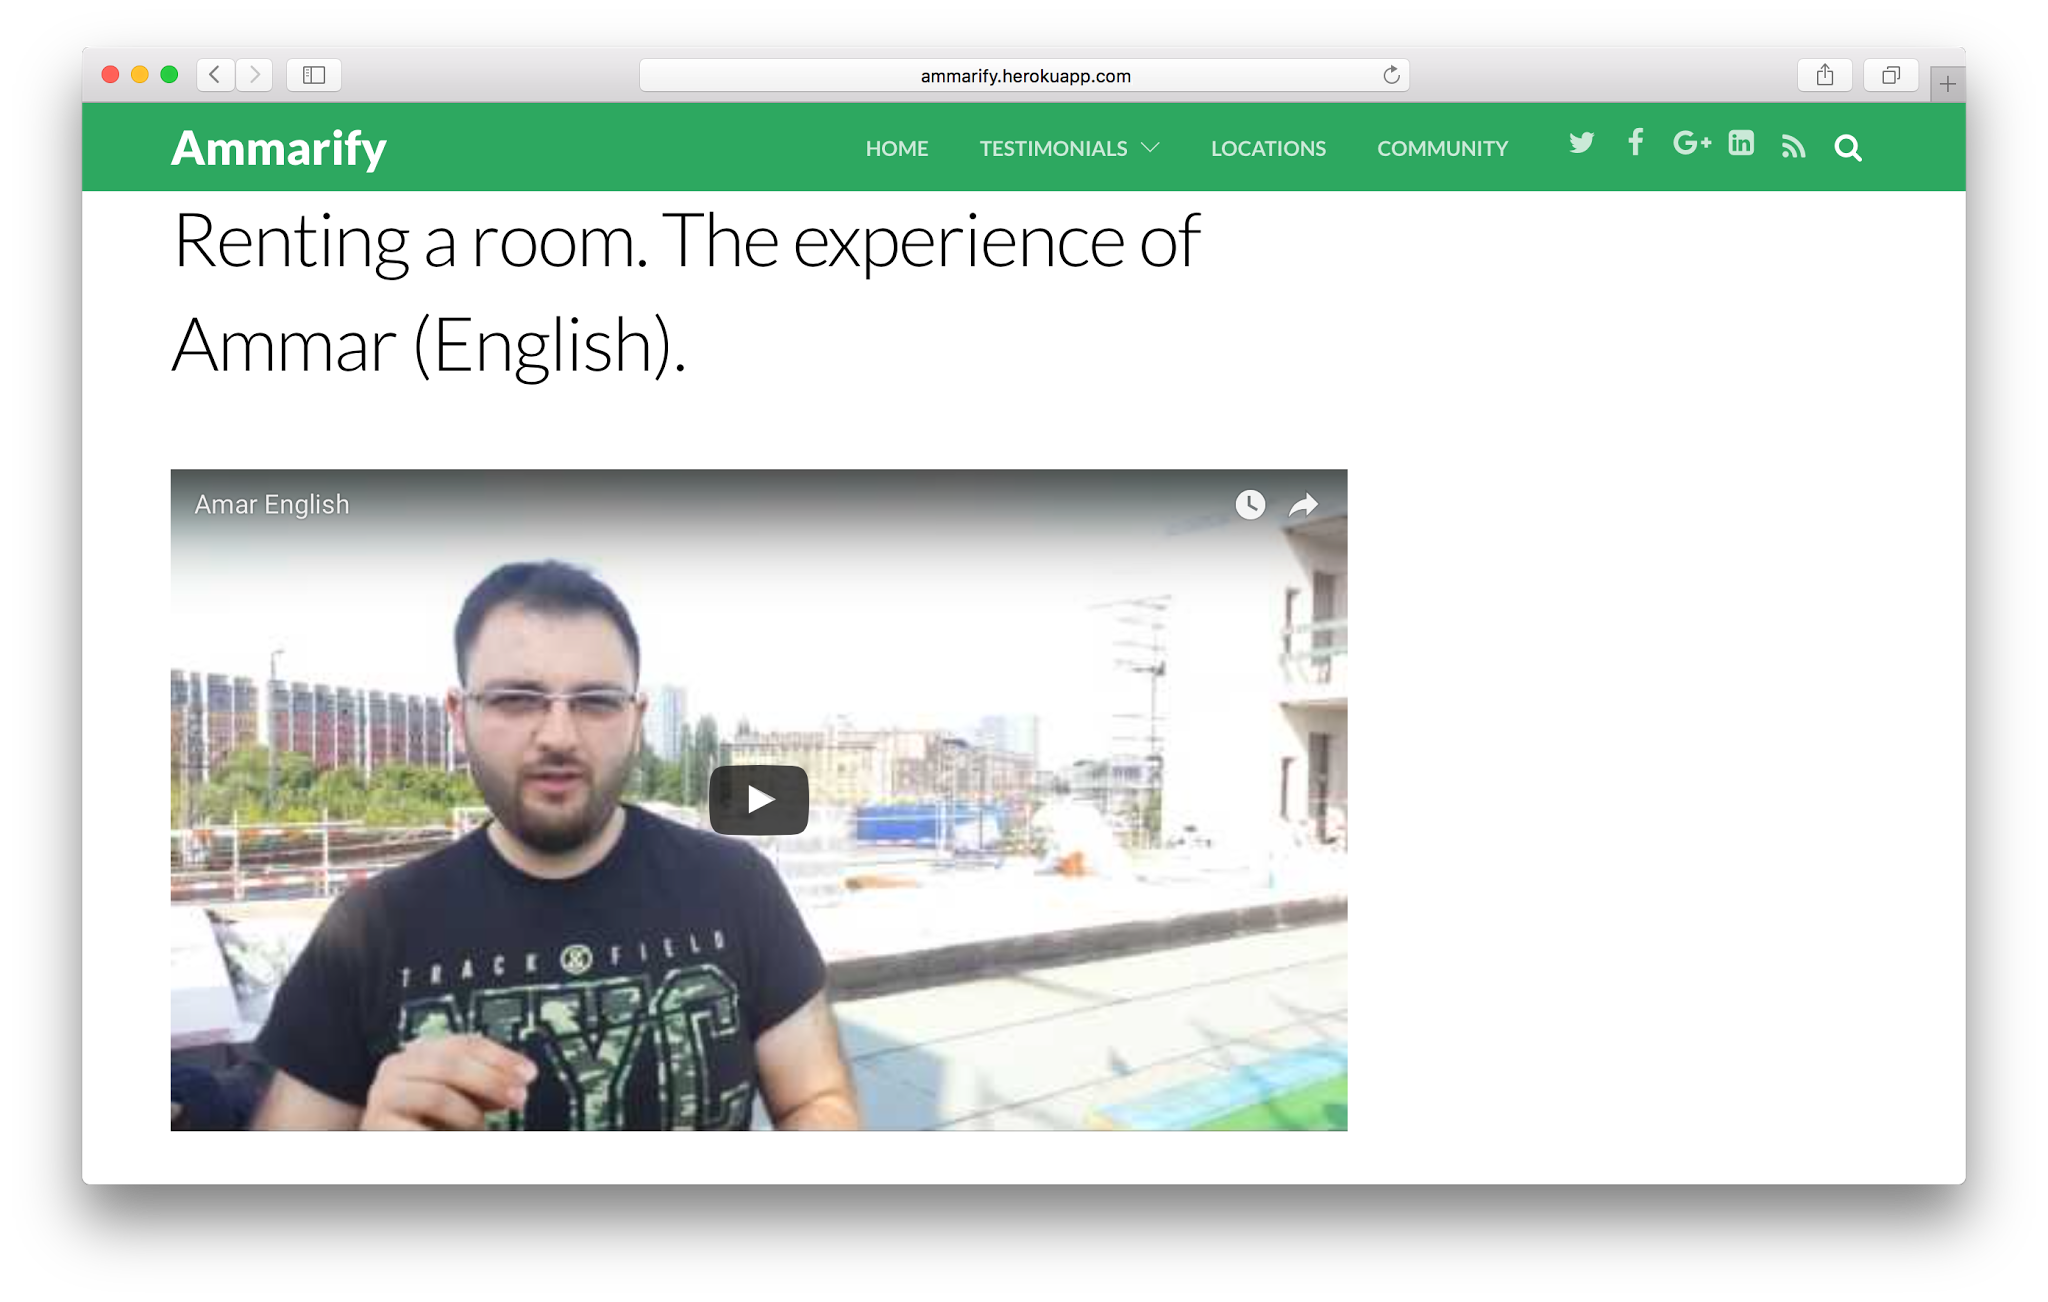 ammarify.herokuapp.com
Ammarify
HOME TESTIMONIALS LOCATIONS COMMUNITY
Renting a room. The experience of
Ammar (English).
Amar English
TRACK & FIELD
NYC